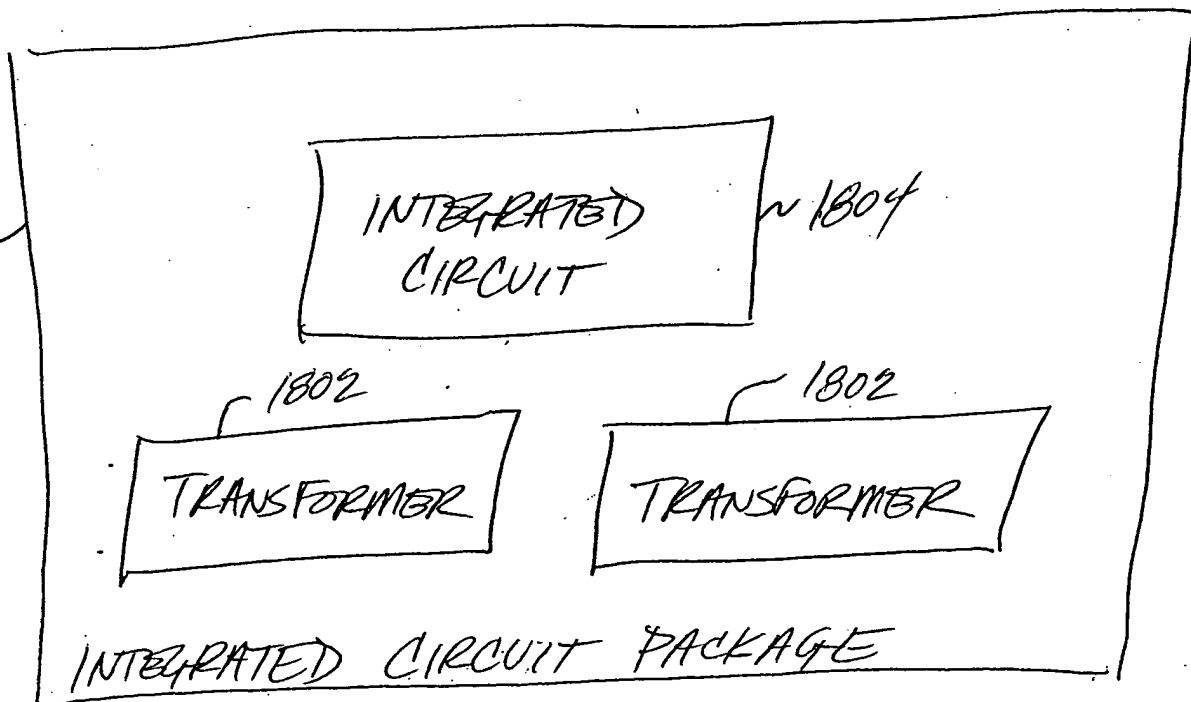 INTEGRATED
CIRCUIT
1804
1802
1802
TRANSFORMER
TRANSFORMER
INTEGRATED CIRCUIT PACKAGE